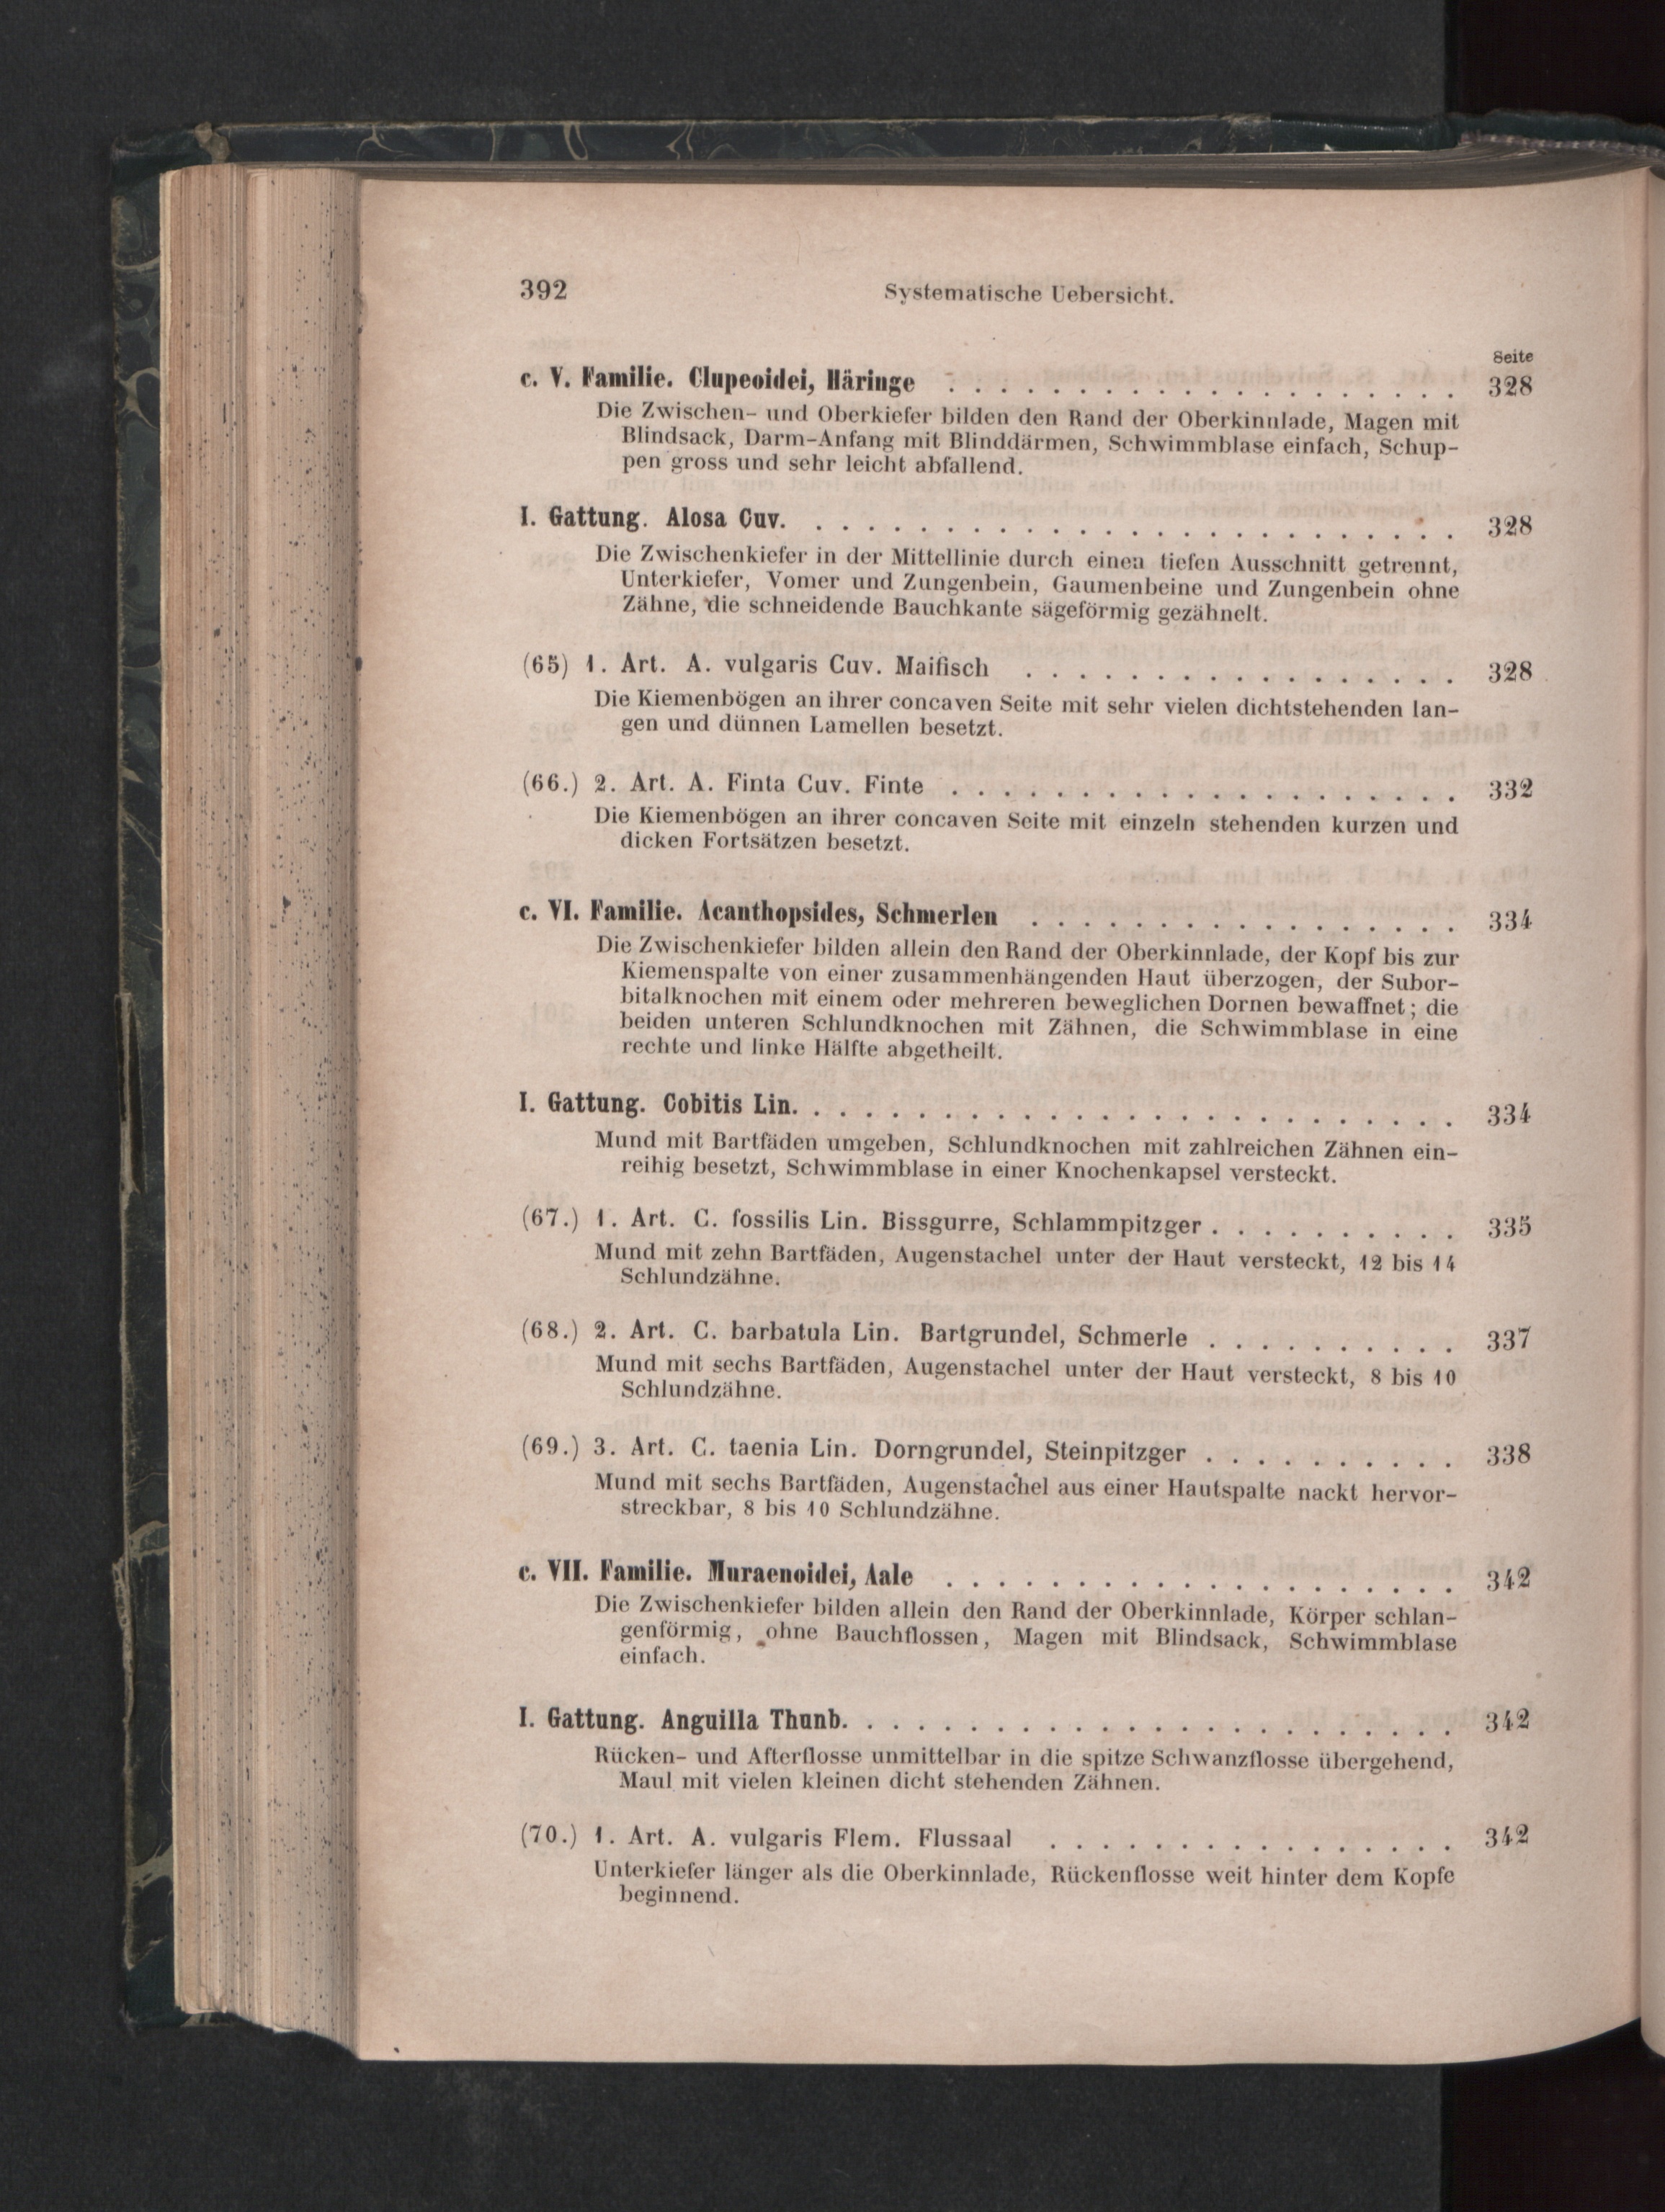 392 Systematische Uebersicht.
Seite
c. V. Familie. Clupeoidei, Häringe . . . . . . . . . . . . . . . . . . . . 328
Die Zwischen- und Oberkiefer bilden den Rand der Oberkinnlade, Magen mit
Blindsack, Darm-Anfang mit Blinddärmen, Schwimmblase einfach, Schup-
pen gross und sehr leicht abfallend.
I. Gattung. Alosa Cuv. . . . . . . . . . . . . . . . . . . . . . . . . . 328
Die Zwischenkiefer in der Mittellinie durch einen tiefen Ausschnitt getrennt,
Unterkiefer, Vomer und Zungenbein, Gaumenbeine und Zungenbein ohne
Zähne, die schneidende Bauchkante sägeförmig gezähnelt.
(65) 1. Art. A. vulgaris Cuv. Maifisch . . . . . . . . . . . . . . . . . 328
Die Kiemenbögen an ihrer concaven Seite mit sehr vielen dichtstehenden lan-
gen und dünnen Lamellen besetzt.
(66.) 2. Art. A. Finta Cuv. Finte . . . . . . . . . . . . . . . . . . . . 332
Die Kiemenbögen an ihrer concaven Seite mit einzeln stehenden kurzen und
dicken Fortsätzen besetzt.
c. VI. Familie. Acanthopsides, Schmerlen . . . . . . . . . . . . . . . . . 334
Die Zwischenkiefer bilden allein den Rand der Oberkinnlade, der Kopf bis zur
Kiemenspalte von einer zusammenhängenden Haut überzogen, der Subor-
bitalknochen mit einem oder mehreren beweglichen Dornen bewaffnet; die
beiden unteren Schlundknochen mit Zähnen, die Schwimmblase in eine
rechte und linke Hälfte abgetheilt.
I. Gattung. Cobitis Lin. . . . . . . . . . . . . . . . . . . . . . . . . . 334
Mund mit Bartfäden umgeben, Schlundknochen mit zahlreichen Zähnen ein-
reihig besetzt, Schwimmblase in einer Knochenkapsel versteckt.
(67.) 1. Art. C. fossilis Lin. Bissgurre, Schlammpitzger . . . . . . . . . . 335
Mund mit zehn Bartfäden, Augenstachel unter der Haut versteckt, 12 bis 14
Schlundzähne.
(68.) 2. Art. C. barbatula Lin. Bartgrundel, Schmerle . . . . . . . . . . 337
Mund mit sechs Bartfäden, Augenstachel unter der Haut versteckt, 8 bis 10
Schlundzähne.
(69.) 3. Art. C. taenia Lin. Dorngrundel, Steinpitzger . . . . . . . . . . 338
Mund mit sechs Bartfäden, Augenstachel aus einer Hautspalte nackt hervor-
streckbar, 8 bis 10 Schlundzähne.
c. VII. Familie. Muraenoidei, Aale . . . . . . . . . . . . . . . . . . . . 342
Die Zwischenkiefer bilden allein den Rand der Oberkinnlade, Körper schlan-
genförmig, ohne Bauchflossen, Magen mit Blindsack, Schwimmblase
einfach.
I. Gattung. Anguilla Thunb. . . . . . . . . . . . . . . . . . . . . . . . 342
Rücken- und Afterflosse unmittelbar in die spitze Schwanzflosse übergehend,
Maul mit vielen kleinen dicht stehenden Zähnen.
(70.) 1. Art. A. vulgaris Flem. Flussaal . . . . . . . . . . . . . . . . 342
Unterkiefer länger als die Oberkinnlade, Rückenflosse weit hinter dem Kopfe
beginnend.